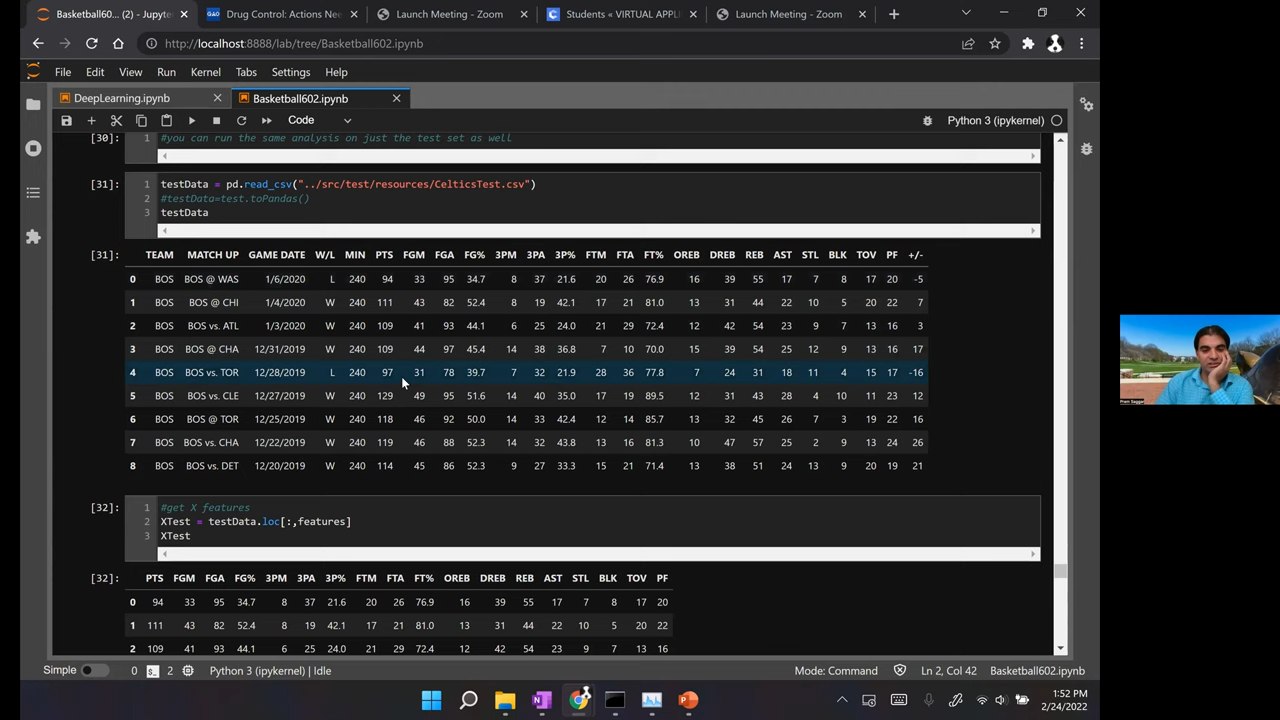 Basketball60... (2) - Jupyter
Drug Control: Actions Nee
Launch Meeting - Zoom
Students « VIRTUAL APPLI
Launch Meeting - Zoom
http://localhost:8888/lab/tree/Basketball602.ipynb
File Edit View Run Kernel Tabs Settings Help
DeepLearning.ipynb Basketball602.ipynb
Code Python 3 (ipykernel)
[30]: 1 #you can run the same analysis on just the test set as well
[31]: 1 testData = pd.read_csv("../src/test/resources/CelticsTest.csv")
2 #testData=test.toPandas()
3 testData
[31]: TEAM MATCH UP GAME DATE W/L MIN PTS FGM FGA FG% 3PM 3PA 3P% FTM FTA FT% OREB DREB REB AST STL BLK TOV PF +/-
0 BOS BOS @ WAS 1/6/2020 L 240 94 33 95 34.7 8 37 21.6 20 26 76.9 16 39 55 17 7 8 17 20 -5
1 BOS BOS @ CHI 1/4/2020 W 240 111 43 82 52.4 8 19 42.1 17 21 81.0 13 31 44 22 10 5 20 22 7
2 BOS BOS vs. ATL 1/3/2020 W 240 109 41 93 44.1 6 25 24.0 21 29 72.4 12 42 54 23 9 7 13 16 3
3 BOS BOS @ CHA 12/31/2019 W 240 109 44 97 45.4 14 38 36.8 7 10 70.0 15 39 54 25 12 9 13 16 17
4 BOS BOS vs. TOR 12/28/2019 L 240 97 31 78 39.7 7 32 21.9 28 36 77.8 7 24 31 18 11 4 15 17 -16
5 BOS BOS vs. CLE 12/27/2019 W 240 129 49 95 51.6 14 40 35.0 17 19 89.5 12 31 43 28 4 10 11 23 12
6 BOS BOS @ TOR 12/25/2019 W 240 118 46 92 50.0 14 33 42.4 12 14 85.7 13 32 45 26 7 3 19 22 16
7 BOS BOS vs. CHA 12/22/2019 W 240 119 46 88 52.3 14 32 43.8 13 16 81.3 10 47 57 25 2 9 13 24 26
8 BOS BOS vs. DET 12/20/2019 W 240 114 45 86 52.3 9 27 33.3 15 21 71.4 13 38 51 24 13 9 20 19 21
[32]: 1 #get X features
2 XTest = testData.loc[:,features]
3 XTest
[32]: PTS FGM FGA FG% 3PM 3PA 3P% FTM FTA FT% OREB DREB REB AST STL BLK TOV PF
0 94 33 95 34.7 8 37 21.6 20 26 76.9 16 39 55 17 7 8 17 20
1 111 43 82 52.4 8 19 42.1 17 21 81.0 13 31 44 22 10 5 20 22
2 109 41 93 44.1 6 25 24.0 21 29 72.4 12 42 54 23 9 7 13 16
Simple 0 2 Python 3 (ipykernel) | Idle Mode: Command Ln 2, Col 42 Basketball602.ipynb
1:52 PM
2/24/2022
Prem Saggar